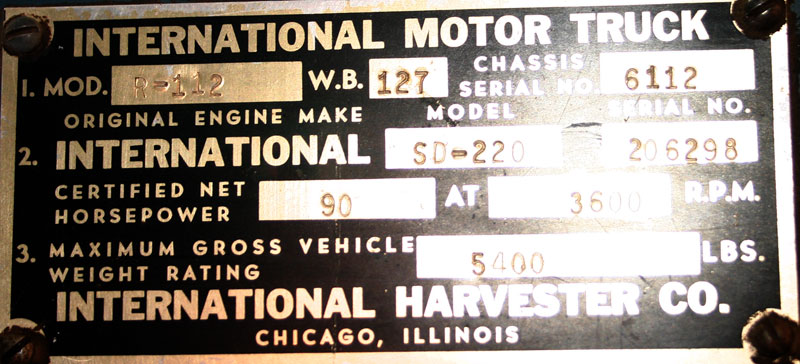 INTERNATIONAL MOTOR TRUCK
1. MOD. R-112 W.B. 127 CHASSIS SERIAL NO. 6112
ORIGINAL ENGINE MAKE MODEL SERIAL NO.
2. INTERNATIONAL SD-220 206298
CERTIFIED NET HORSEPOWER 90 AT 3600 R.P.M.
3. MAXIMUM GROSS VEHICLE WEIGHT RATING 5400 LBS.
INTERNATIONAL HARVESTER CO.
CHICAGO, ILLINOIS